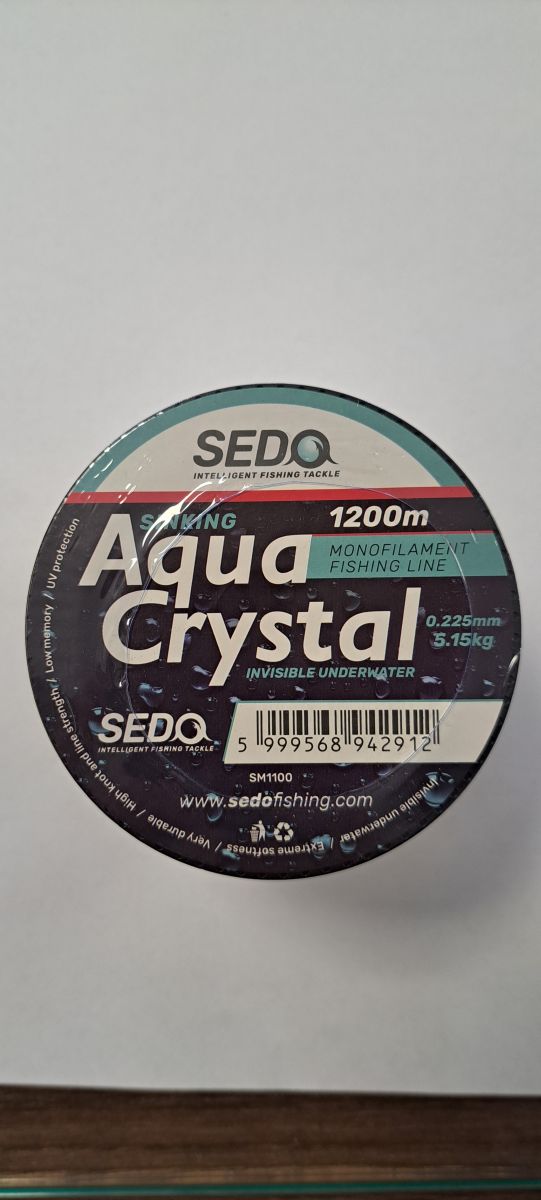 SEDO
INTELLIGENT FISHING TACKLE
SINKING
1200m
Aqua
MONOFILAMENT
FISHING LINE
Crystal
0.225mm
5.15kg
INVISIBLE UNDERWATER
SEDO
INTELLIGENT FISHING TACKLE
5 999568 942912
SM1100
www.sedofishing.com
Invisible underwater / Extreme softness / Very durable / High knot and line strength / Low memory / UV protection